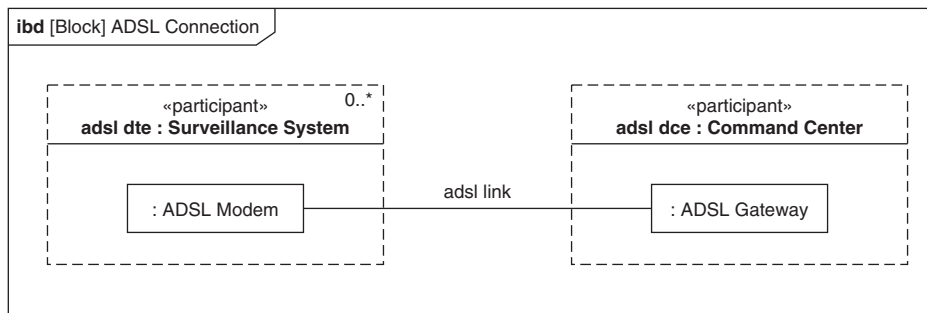 ibd [Block] ADSL Connection
«participant» 0..*
adsl dte : Surveillance System
«participant»
adsl dce : Command Center
: ADSL Modem
adsl link
: ADSL Gateway